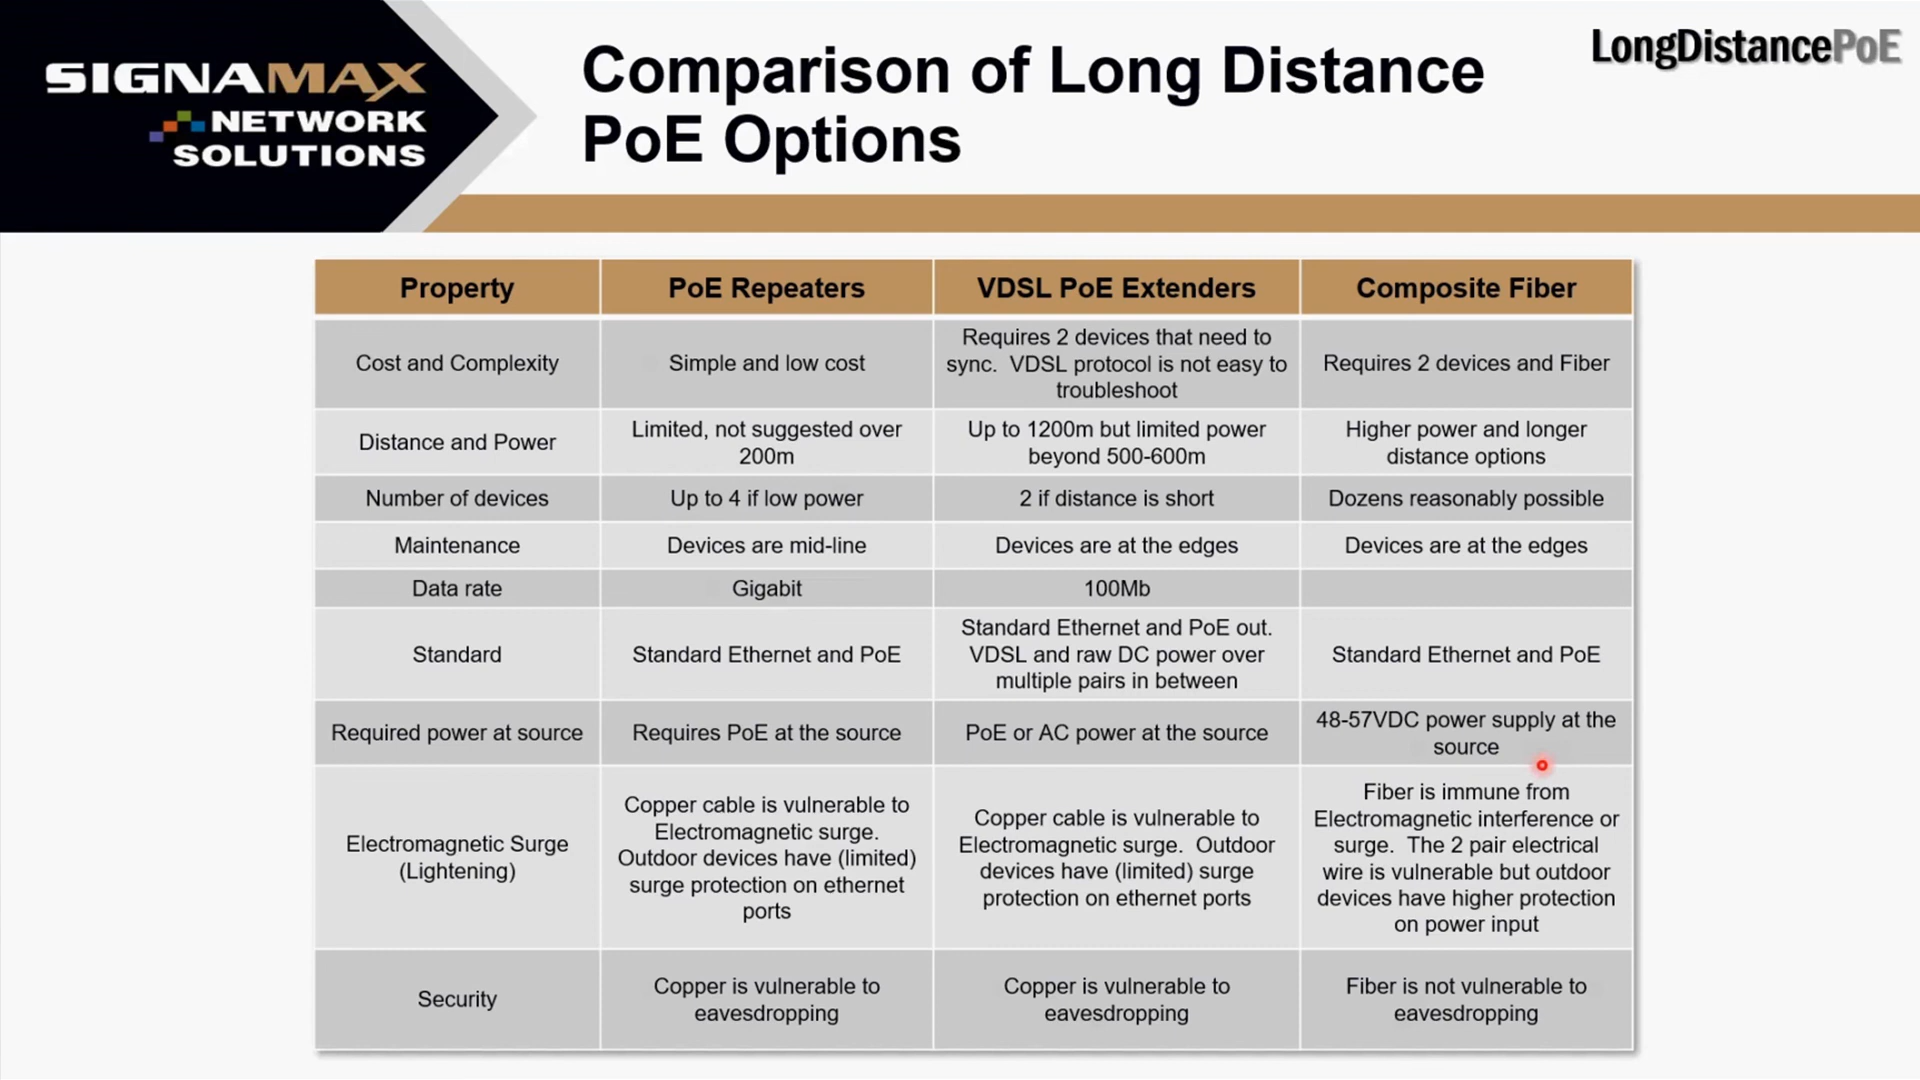 SIGNAMAX
NETWORK
SOLUTIONS
Comparison of Long Distance
PoE Options
LongDistancePoE
Property
PoE Repeaters
VDSL PoE Extenders
Composite Fiber
Cost and Complexity
Simple and low cost
Requires 2 devices that need to
sync. VDSL protocol is not easy to
troubleshoot
Requires 2 devices and Fiber
Distance and Power
Limited, not suggested over
200m
Up to 1200m but limited power
beyond 500-600m
Higher power and longer
distance options
Number of devices
Up to 4 if low power
2 if distance is short
Dozens reasonably possible
Maintenance
Devices are mid-line
Devices are at the edges
Devices are at the edges
Data rate
Gigabit
100Mb
Standard
Standard Ethernet and PoE
Standard Ethernet and PoE out.
VDSL and raw DC power over
multiple pairs in between
Standard Ethernet and PoE
Required power at source
Requires PoE at the source
PoE or AC power at the source
48-57VDC power supply at the
source
Electromagnetic Surge
(Lightening)
Copper cable is vulnerable to
Electromagnetic surge.
Outdoor devices have (limited)
surge protection on ethernet
ports
Copper cable is vulnerable to
Electromagnetic surge. Outdoor
devices have (limited) surge
protection on ethernet ports
Fiber is immune from
Electromagnetic interference or
surge. The 2 pair electrical
wire is vulnerable but outdoor
devices have higher protection
on power input
Security
Copper is vulnerable to
eavesdropping
Copper is vulnerable to
eavesdropping
Fiber is not vulnerable to
eavesdropping